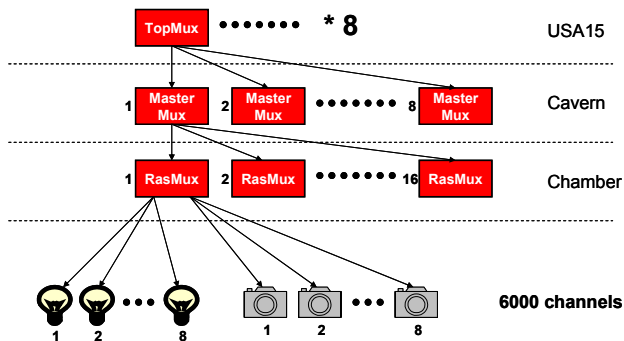 TopMux * 8 USA15
1 Master Mux 2 Master Mux 8 Master Mux Cavern
1 RasMux 2 RasMux 16 RasMux Chamber
6000 channels
1 2 8 1 2 8